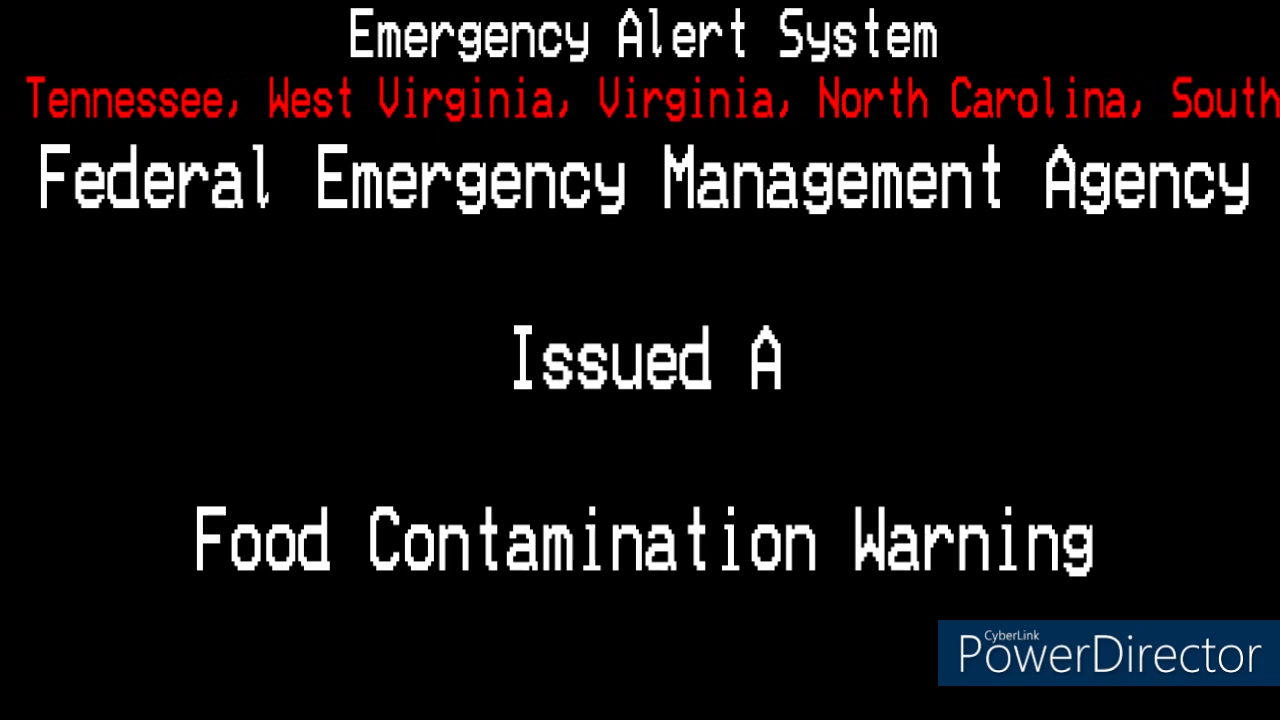 Emergency Alert System
Tennessee, West Virginia, Virginia, North Carolina, South
Federal Emergency Management Agency
Issued A
Food Contamination Warning
CyberLink
PowerDirector